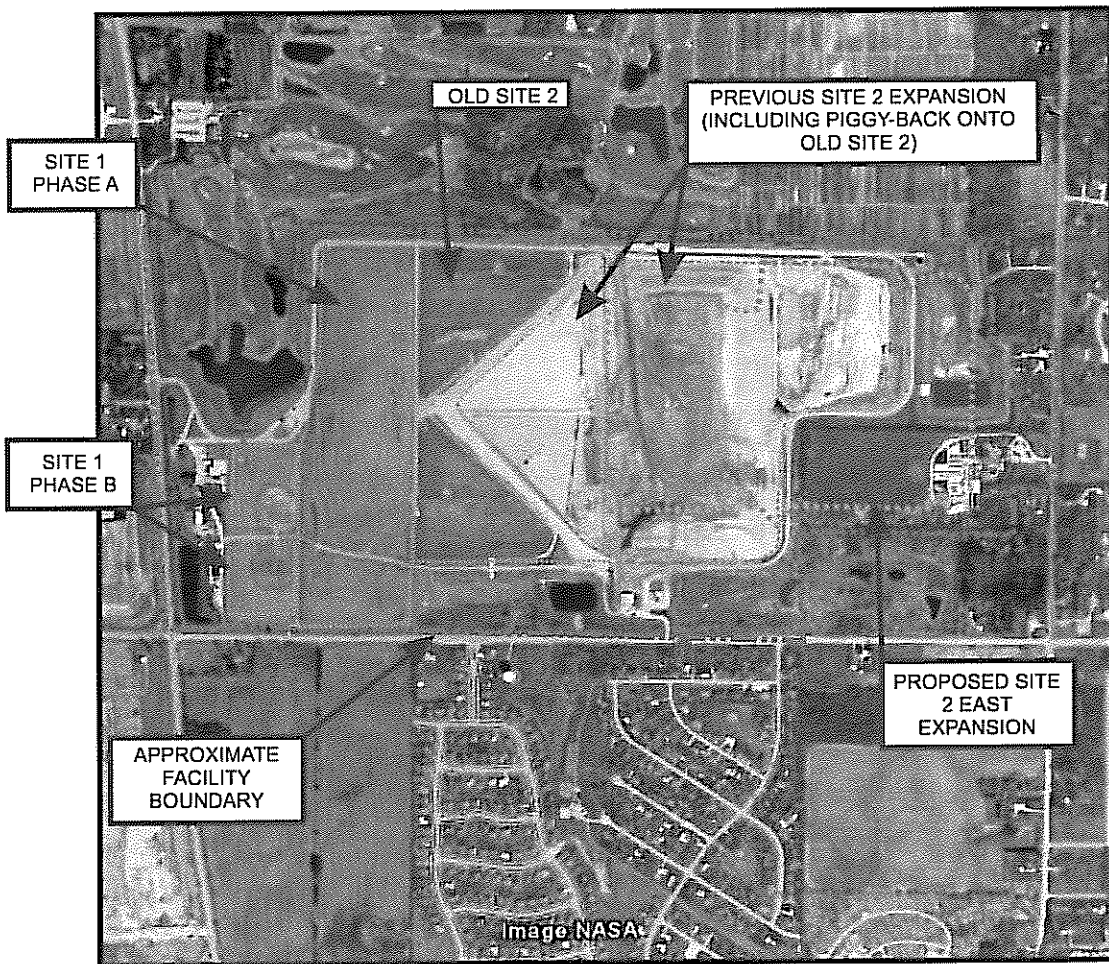 OLD SITE 2
PREVIOUS SITE 2 EXPANSION
(INCLUDING PIGGY-BACK ONTO
OLD SITE 2)
SITE 1
PHASE A
SITE 1
PHASE B
PROPOSED SITE
2 EAST
EXPANSION
APPROXIMATE
FACILITY
BOUNDARY
Image NASA